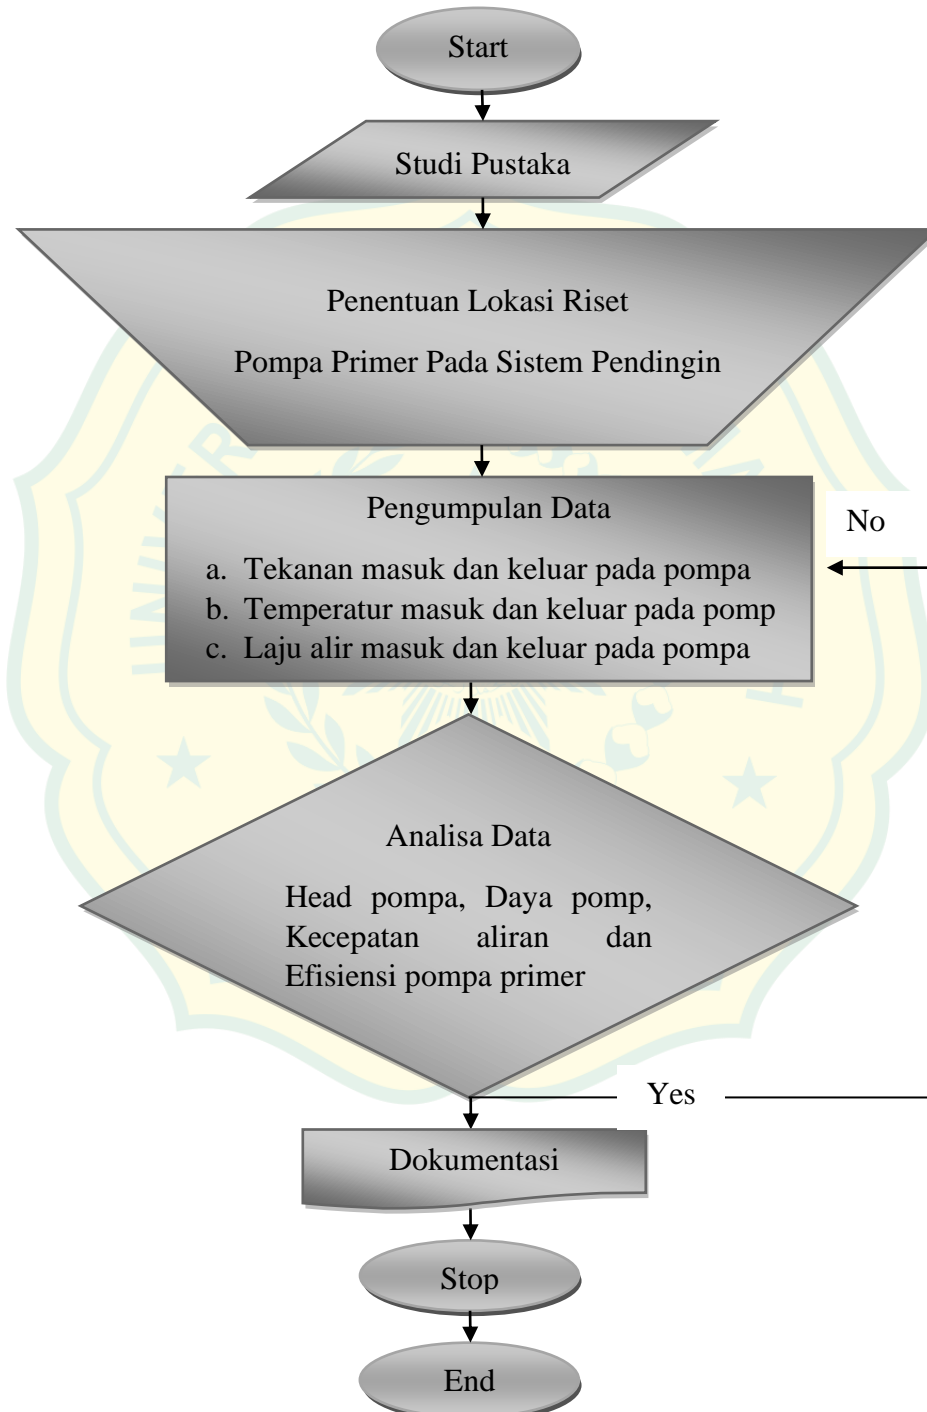 Start
Studi Pustaka
Penentuan Lokasi Riset
Pompa Primer Pada Sistem Pendingin
Pengumpulan Data
No
a. Tekanan masuk dan keluar pada pompa
b. Temperatur masuk dan keluar pada pomp
c. Laju alir masuk dan keluar pada pompa
Analisa Data
Head pompa, Daya pomp,
Kecepatan aliran dan
Efisiensi pompa primer
Yes
Dokumentasi
Stop
End